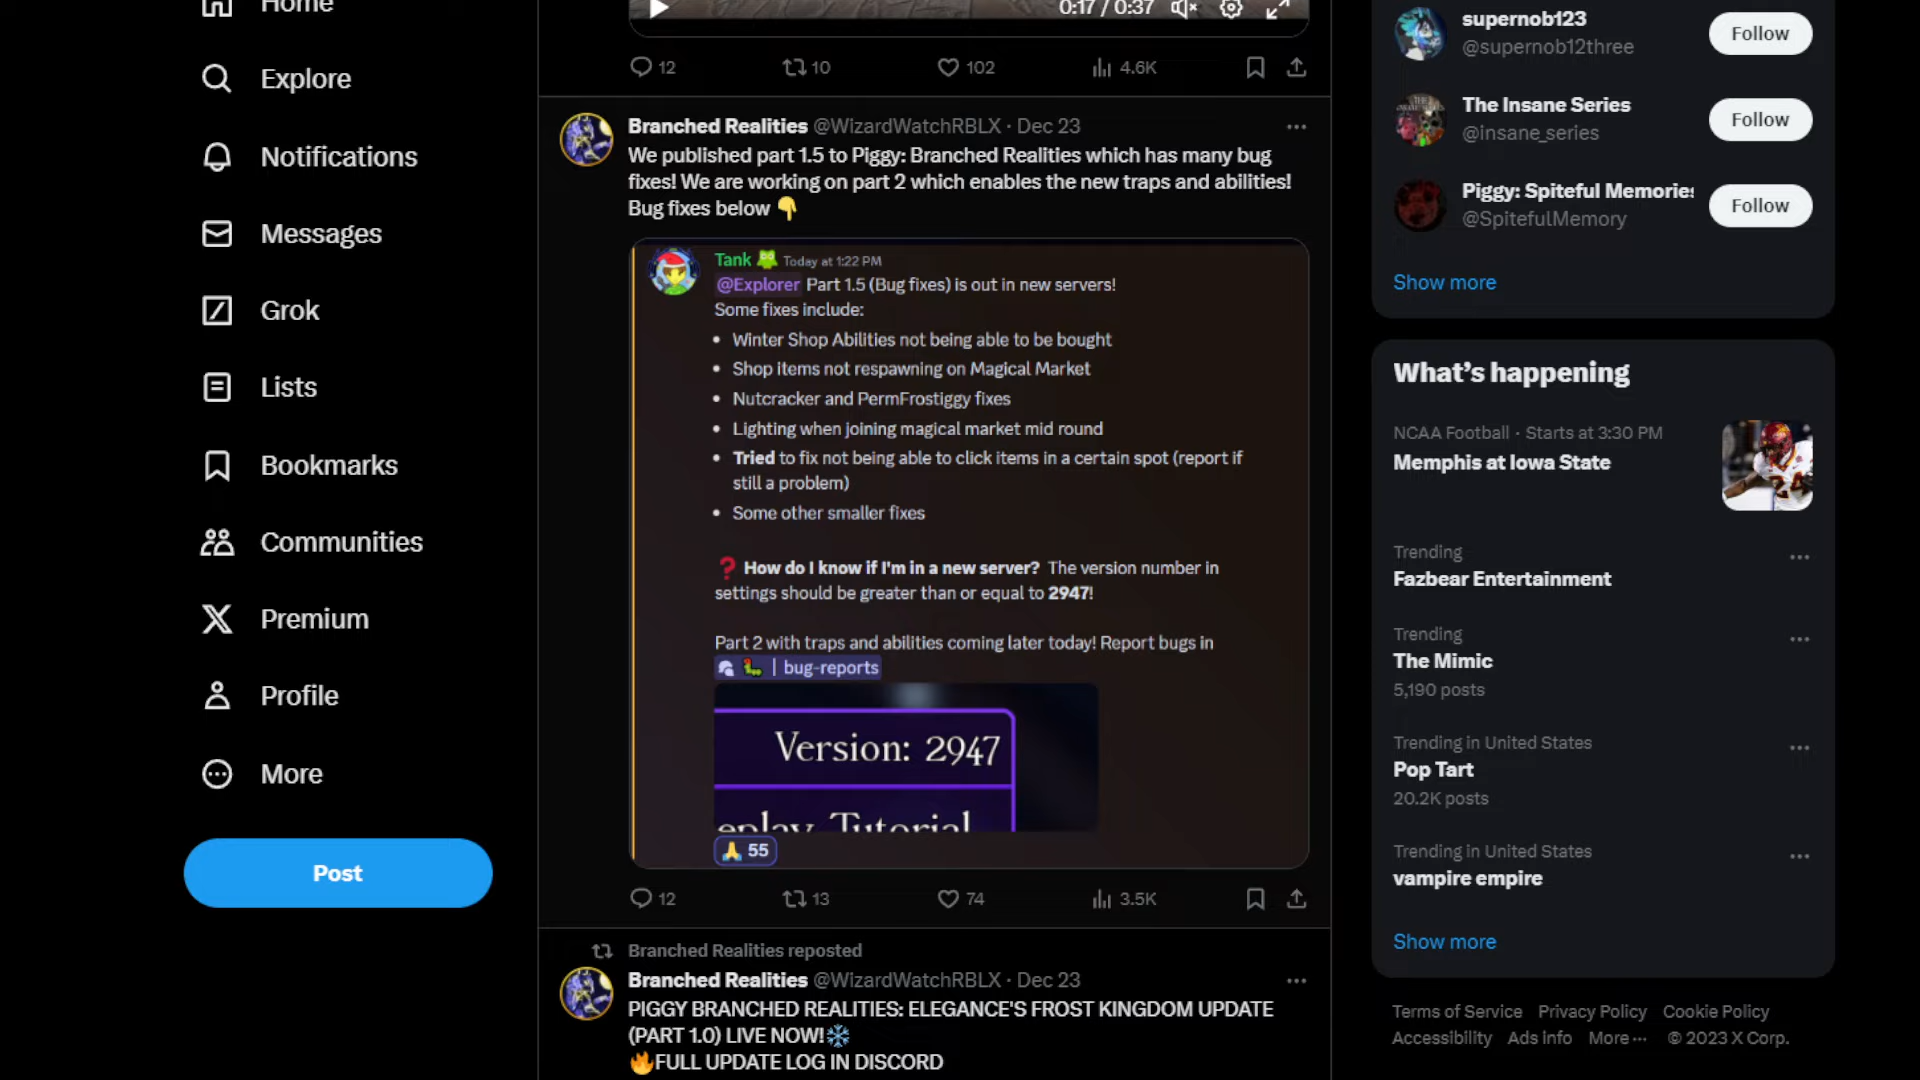 Home
Explore
Notifications
Messages
Grok
Lists
Bookmarks
Communities
Premium
Profile
More
Post
0:17 / 0:37
12 10 102 4.6K
Branched Realities @WizardWatchRBLX · Dec 23
We published part 1.5 to Piggy: Branched Realities which has many bug
fixes! We are working on part 2 which enables the new traps and abilities!
Bug fixes below 👇
Tank Today at 1:22 PM
@Explorer Part 1.5 (Bug fixes) is out in new servers!
Some fixes include:
• Winter Shop Abilities not being able to be bought
• Shop items not respawning on Magical Market
• Nutcracker and PermFrostiggy fixes
• Lighting when joining magical market mid round
• Tried to fix not being able to click items in a certain spot (report if
still a problem)
• Some other smaller fixes
❓ How do I know if I'm in a new server? The version number in
settings should be greater than or equal to 2947!
Part 2 with traps and abilities coming later today! Report bugs in
🐛 | bug-reports
Version: 2947
eplay Tutorial
🙏 55
12 13 74 3.5K
Branched Realities reposted
Branched Realities @WizardWatchRBLX · Dec 23
PIGGY BRANCHED REALITIES: ELEGANCE'S FROST KINGDOM UPDATE
(PART 1.0) LIVE NOW!❄️
🔥FULL UPDATE LOG IN DISCORD
supernob123
@supernob12three
Follow
The Insane Series
@insane_series
Follow
Piggy: Spiteful Memories
@SpitefulMemory
Follow
Show more
What's happening
NCAA Football · Starts at 3:30 PM
Memphis at Iowa State
Trending
Fazbear Entertainment
Trending
The Mimic
5,190 posts
Trending in United States
Pop Tart
20.2K posts
Trending in United States
vampire empire
Show more
Terms of Service Privacy Policy Cookie Policy
Accessibility Ads info More ··· © 2023 X Corp.